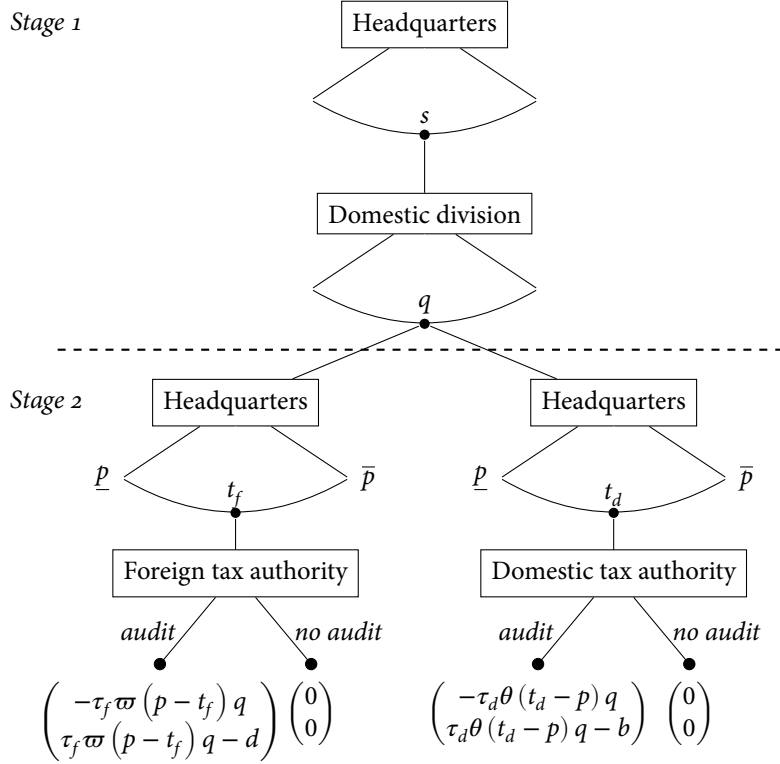 Stage 1
Headquarters
s
Domestic division
q
Stage 2
Headquarters Headquarters
p̲ p̅ p̲ p̅
t_f t_d
Foreign tax authority Domestic tax authority
audit no audit audit no audit
(−τ_f ϖ (p − t_f) q) (0) (−τ_d θ (t_d − p) q) (0)
(τ_f ϖ (p − t_f) q − d) (0) (τ_d θ (t_d − p) q − b) (0)